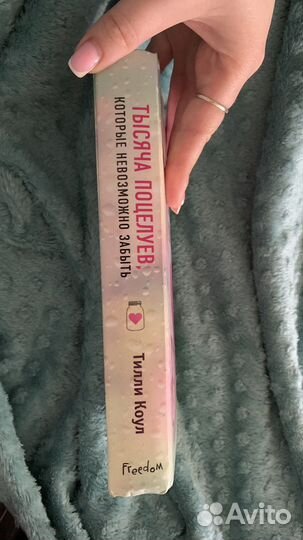 ТЫСЯЧА ПОЦЕЛУЕВ,
КОТОРЫЕ НЕВОЗМОЖНО ЗАБЫТЬ
Тилли Коул
Freedom
Avito